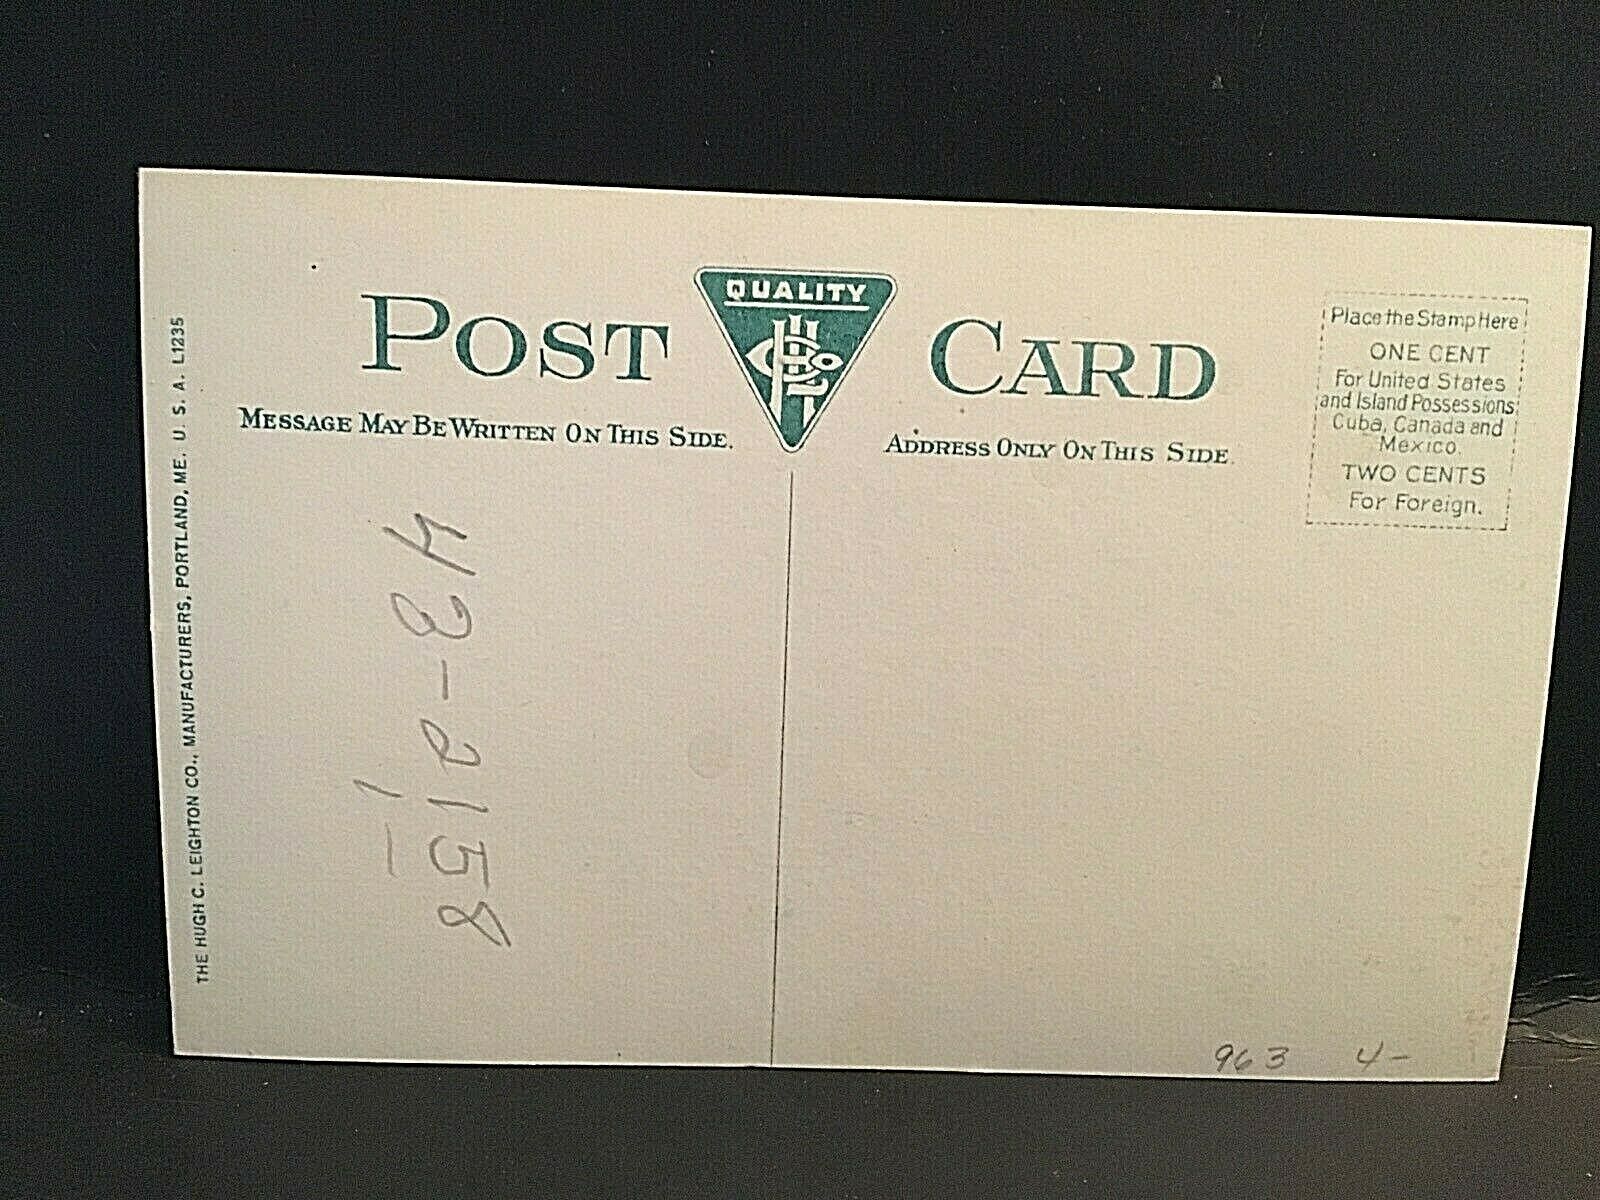 POST CARD
QUALITY
HCLCo
MESSAGE MAY BE WRITTEN ON THIS SIDE.
ADDRESS ONLY ON THIS SIDE.
Place the Stamp Here
ONE CENT
For United States
and Island Possessions,
Cuba, Canada and
Mexico.
TWO CENTS
For Foreign.
THE HUGH C. LEIGHTON CO., MANUFACTURERS, PORTLAND, ME. U. S. A. L1235
43-2158
1-
963 4-